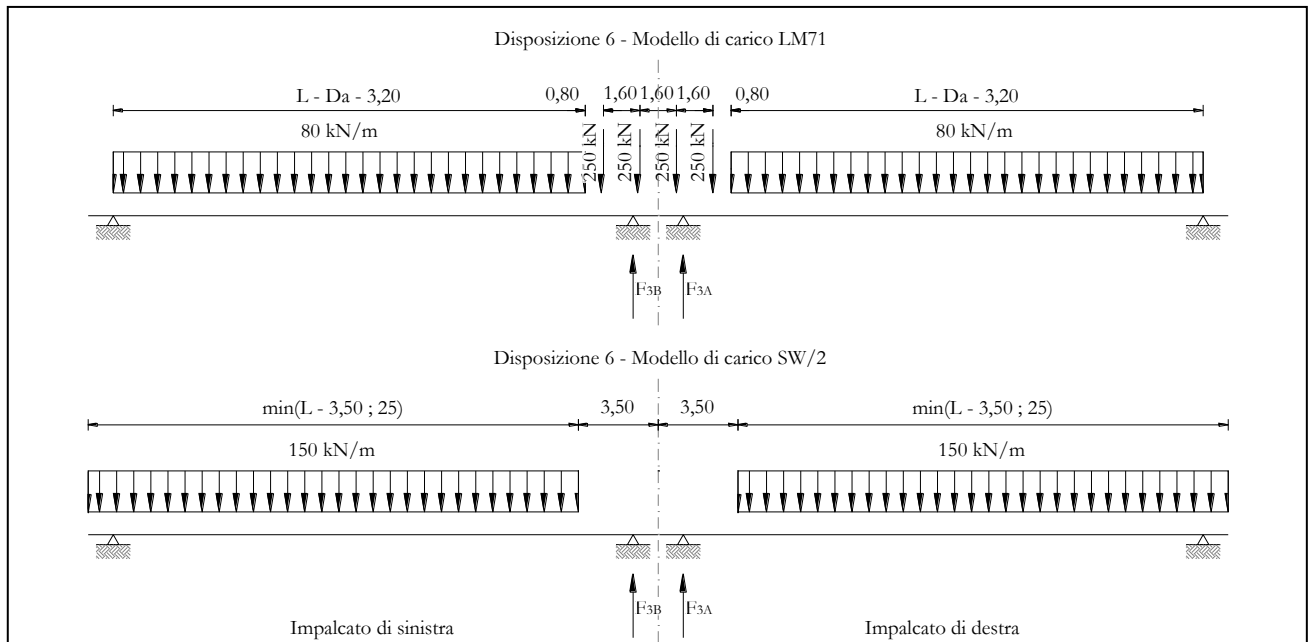 Disposizione 6 - Modello di carico LM71
L - Da - 3,20 0,80 1,60 1,60 1,60 0,80 L - Da - 3,20
80 kN/m 250 kN 250 kN 250 kN 250 kN 80 kN/m
F3B F3A
Disposizione 6 - Modello di carico SW/2
min(L - 3,50 ; 25) 3,50 3,50 min(L - 3,50 ; 25)
150 kN/m 150 kN/m
F3B F3A
Impalcato di sinistra Impalcato di destra